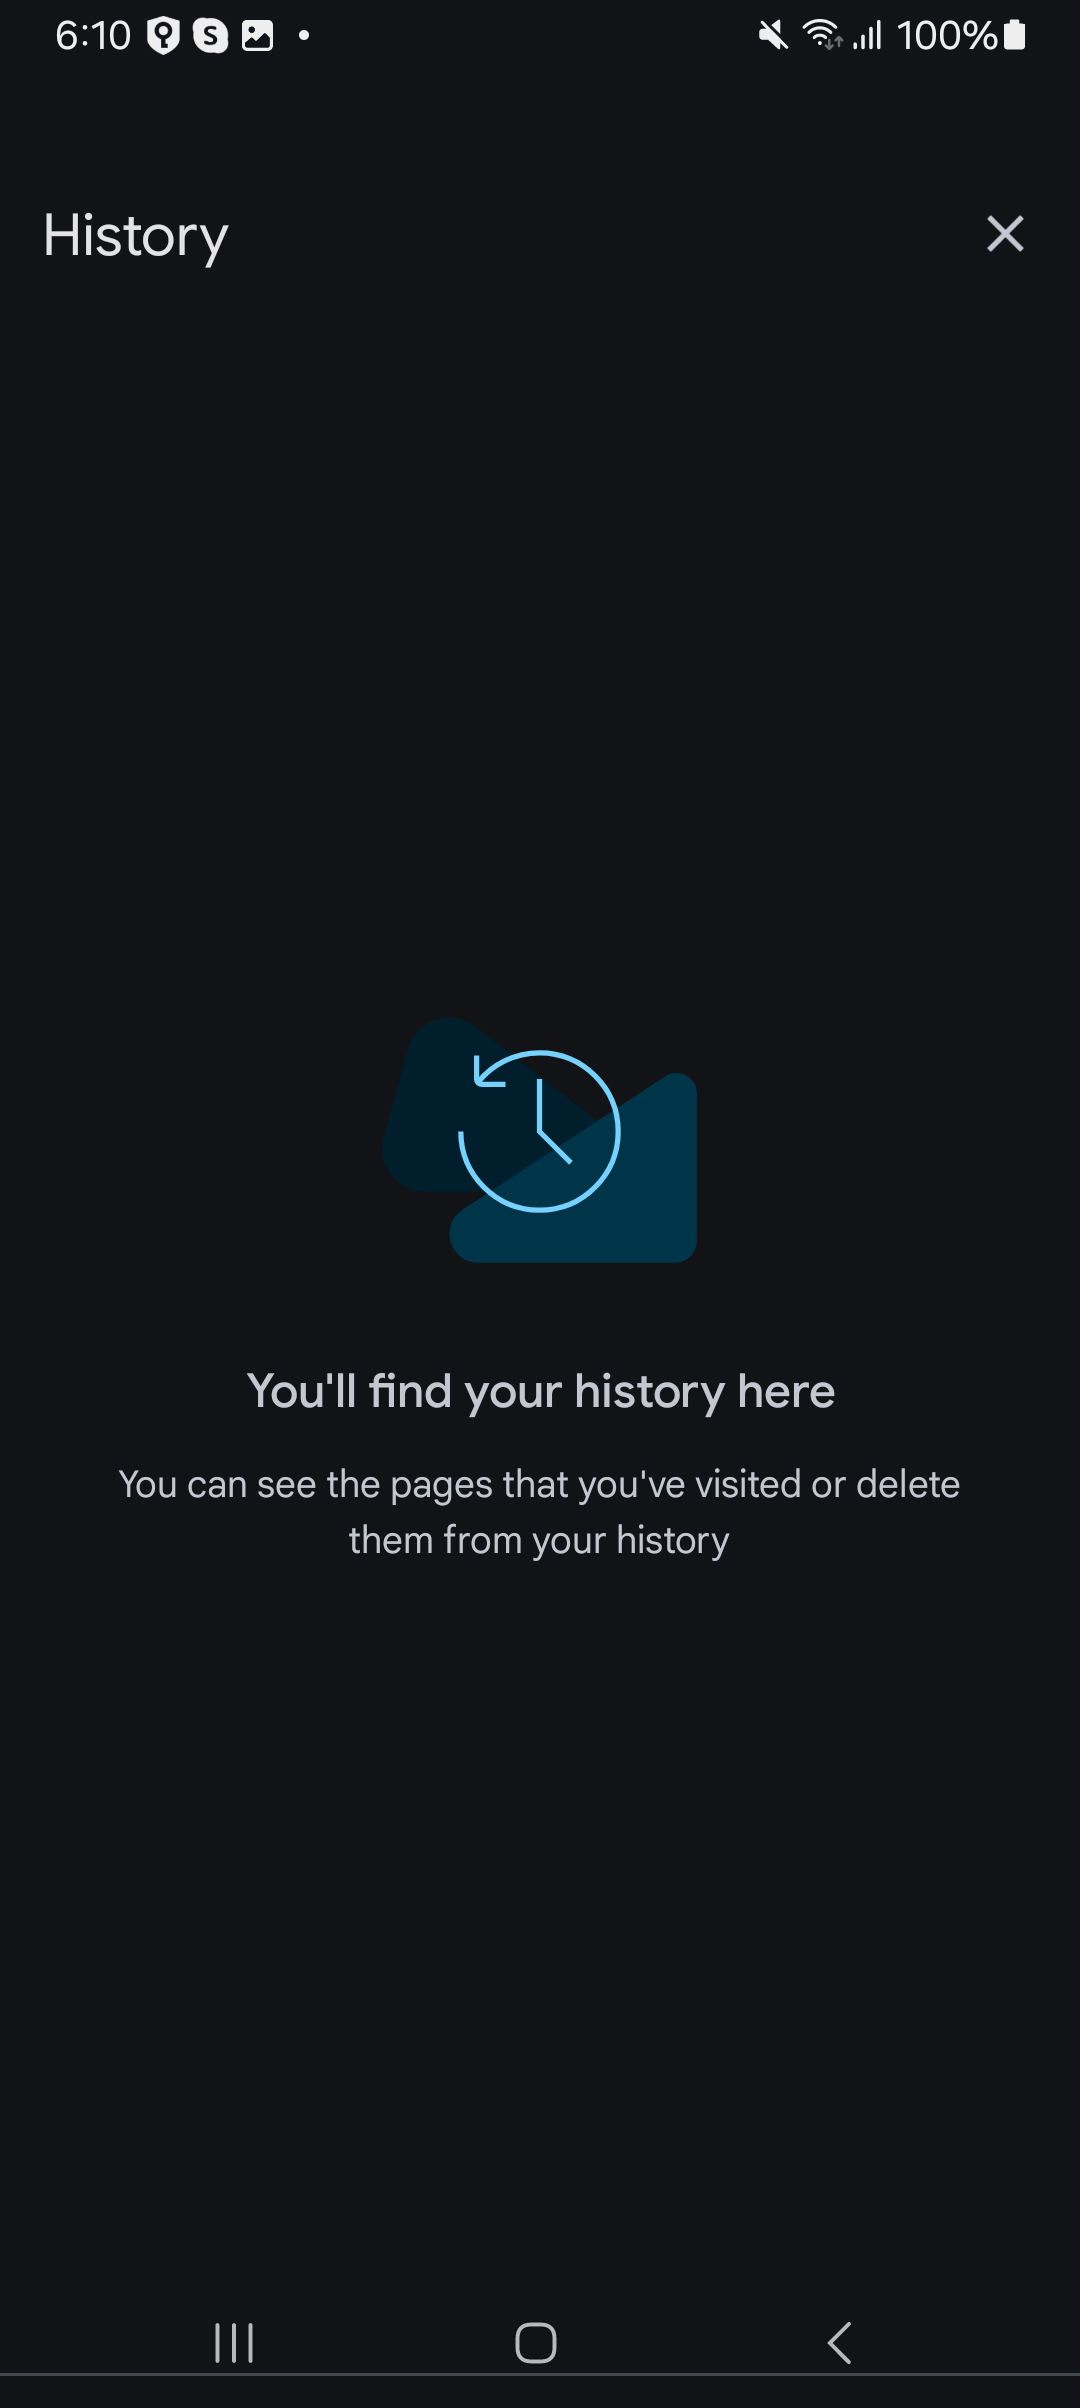 6:10 S 100%
History
You'll find your history here
You can see the pages that you've visited or delete
them from your history